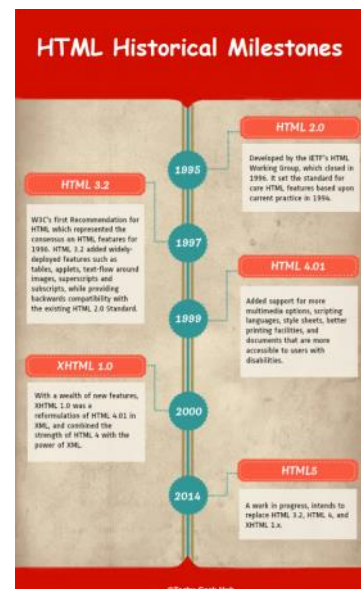 HTML Historical Milestones
HTML 2.0
1995
Developed by the IETF's HTML
Working Group, which closed in
1996. It set the standard for
core HTML features based upon
current practice in 1994.
HTML 3.2
1997
W3C's first Recommendation for
HTML which represented the
consensus on HTML features for
1996. HTML 3.2 added widely-
deployed features such as
tables, applets, text-flow around
images, superscripts and
subscripts, while providing
backwards compatibility with
the existing HTML 2.0 Standard.
HTML 4.01
1999
Added support for more
multimedia options, scripting
languages, style sheets, better
printing facilities, and
documents that are more
accessible to users with
disabilities.
XHTML 1.0
2000
With a wealth of new features,
XHTML 1.0 was a
reformulation of HTML 4.01 in
XML, and combined the
strength of HTML 4 with the
power of XML.
HTML5
2014
A work in progress, intends to
replace HTML 3.2, HTML 4, and
XHTML 1.x.